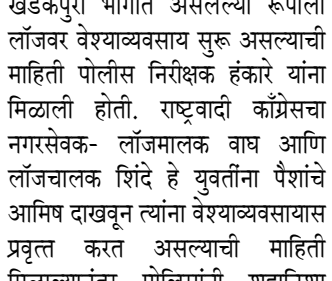 खडकपुरा भागात असलेल्या रूपाली
लॉजवर वेश्याव्यवसाय सुरू असल्याची
माहिती पोलीस निरीक्षक हंकारे यांना
मिळाली होती. राष्ट्रवादी काँग्रेसचा
नगरसेवक- लॉजमालक वाघ आणि
लॉजचालक शिंदे हे युवतींना पैशांचे
आमिष दाखवून त्यांना वेश्याव्यवसायास
प्रवृत्त करत असल्याची माहिती
मिळाल्यानंतर पोलिसांनी